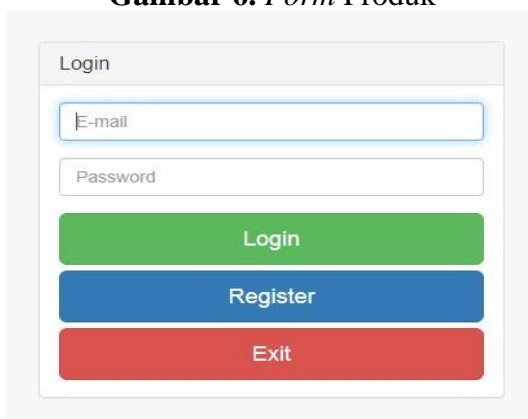 Gambar 6. Form Produk
Login
E-mail
Password
Login
Register
Exit